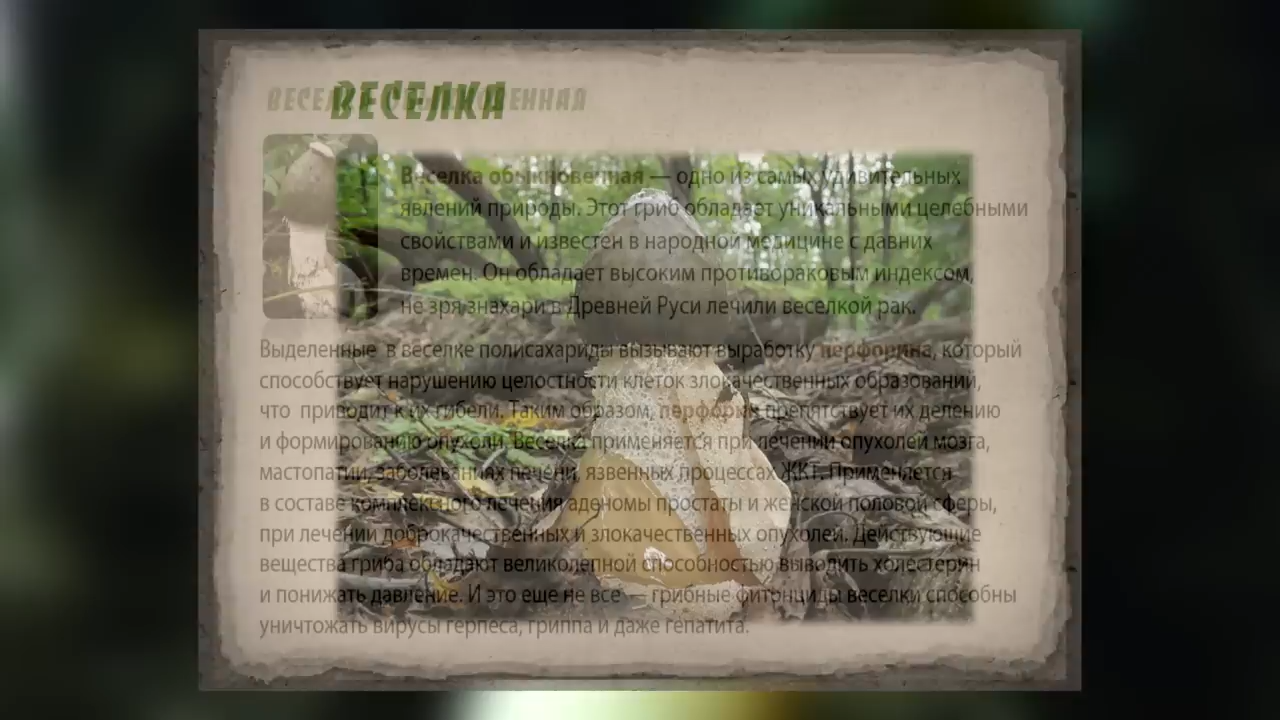 ВЕСЕЛКА ОБЫКНОВЕННАЯ
ВЕСЕЛКА
Веселка обыкновенная — одно из самых удивительных
явлений природы. Этот гриб обладает уникальными целебными
свойствами и известен в народной медицине с давних
времен. Он обладает высоким противораковым индексом,
не зря знахари в Древней Руси лечили веселкой рак.
Выделенные в веселке полисахариды вызывают выработку перфорина, который
способствует нарушению целостности клеток злокачественных образований,
что приводит к их гибели. Таким образом, перфорин препятствует их делению
и формированию опухоли. Веселка применяется при лечении опухолей мозга,
мастопатии, заболеваниях печени, язвенных процессах ЖКТ. Применяется
в составе комплексного лечения аденомы простаты и женской половой сферы,
при лечении доброкачественных и злокачественных опухолей. Действующие
вещества гриба обладают великолепной способностью выводить холестерин
и понижать давление. И это еще не все — грибные фитонциды веселки способны
уничтожать вирусы герпеса, гриппа и даже гепатита.